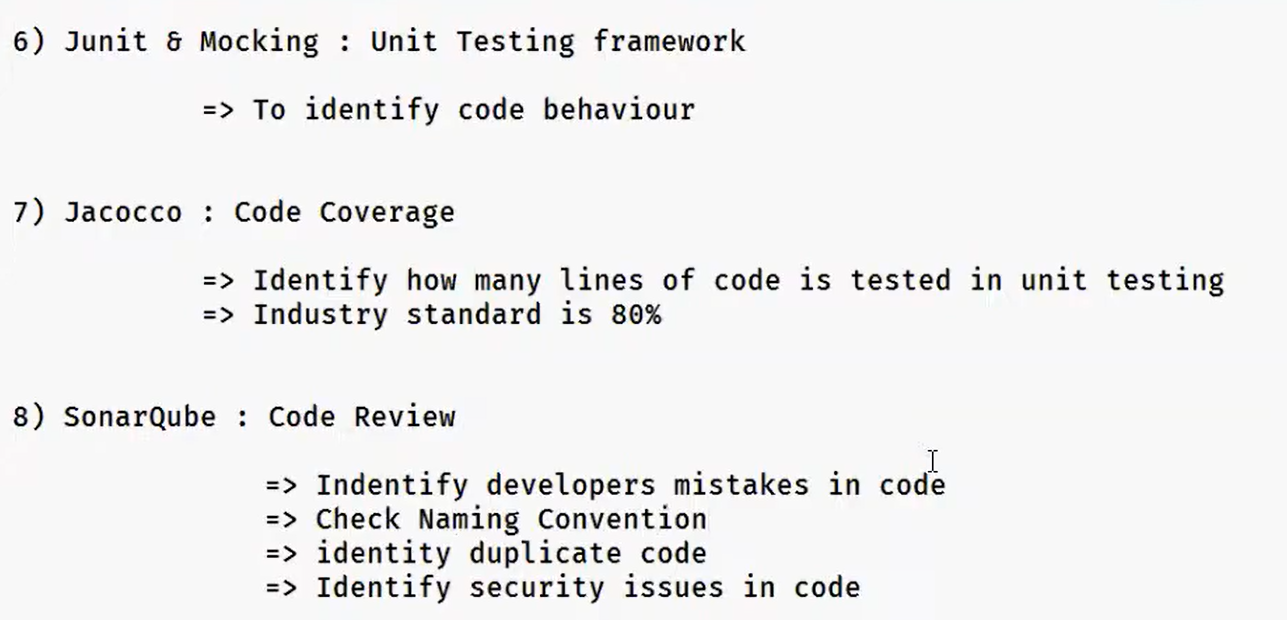 6) Junit & Mocking : Unit Testing framework
=> To identify code behaviour
7) Jacocco : Code Coverage
=> Identify how many lines of code is tested in unit testing
=> Industry standard is 80%
8) SonarQube : Code Review
=> Indentify developers mistakes in code
=> Check Naming Convention
=> identity duplicate code
=> Identify security issues in code